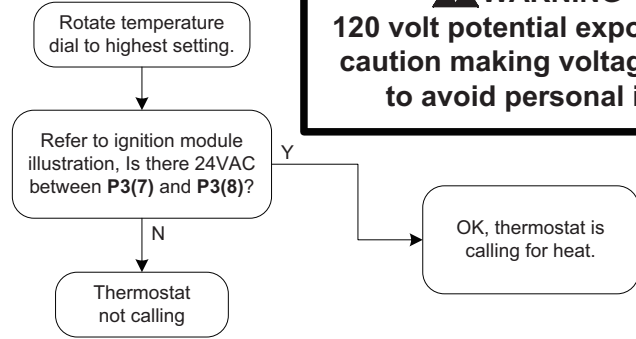 Rotate temperature
dial to highest setting.
WARNING
120 volt potential
caution making
to avoid personal
Refer to ignition module
illustration, Is there 24VAC
between P3(7) and P3(8)?
Y
N
OK, thermostat is
calling for heat.
Thermostat
not calling